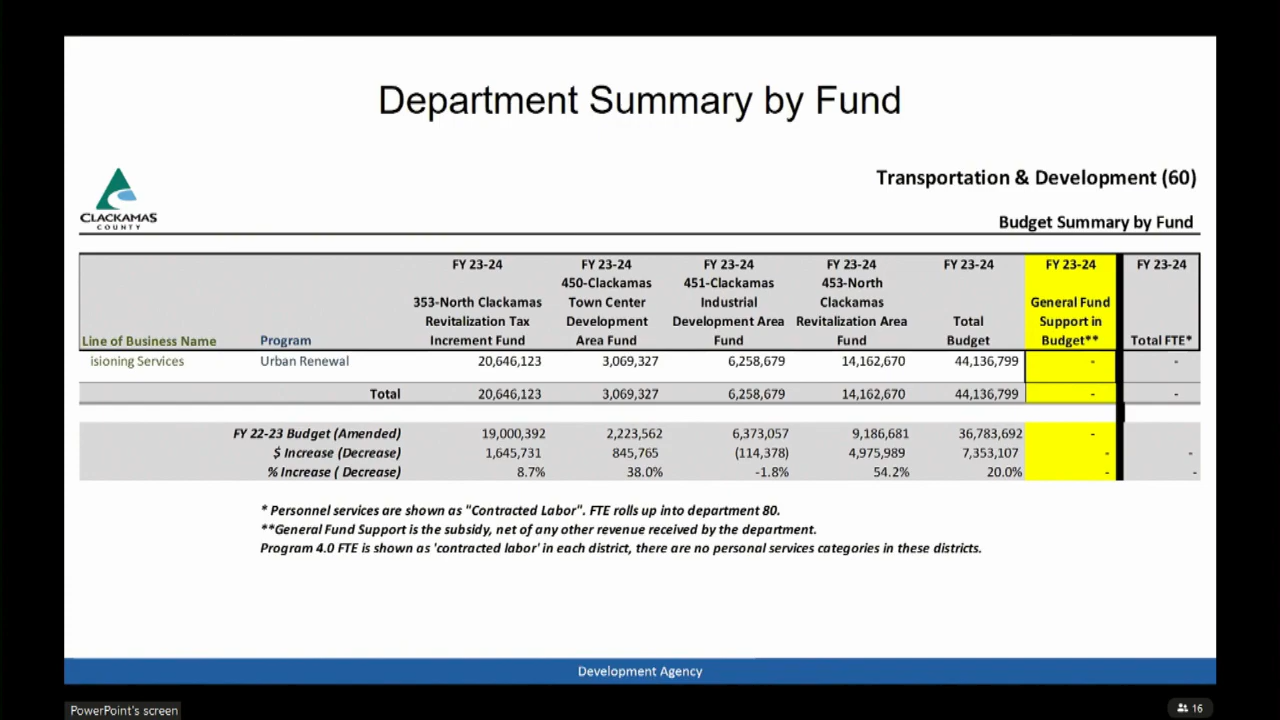 Department Summary by Fund
CLACKAMAS
COUNTY
Transportation & Development (60)
Budget Summary by Fund
FY 23-24 FY 23-24 FY 23-24 FY 23-24 FY 23-24 FY 23-24 FY 23-24
450-Clackamas 451-Clackamas 453-North
353-North Clackamas Town Center Industrial Clackamas General Fund
Revitalization Tax Development Development Area Revitalization Area Total Support in
Line of Business Name Program Increment Fund Area Fund Fund Fund Budget Budget** Total FTE*
isioning Services Urban Renewal 20,646,123 3,069,327 6,258,679 14,162,670 44,136,799 - -
Total 20,646,123 3,069,327 6,258,679 14,162,670 44,136,799 - -
FY 22-23 Budget (Amended) 19,000,392 2,223,562 6,373,057 9,186,681 36,783,692 -
$ Increase (Decrease) 1,645,731 845,765 (114,378) 4,975,989 7,353,107 - -
% Increase ( Decrease) 8.7% 38.0% -1.8% 54.2% 20.0% - -
* Personnel services are shown as "Contracted Labor". FTE rolls up into department 80.
**General Fund Support is the subsidy, net of any other revenue received by the department.
Program 4.0 FTE is shown as 'contracted labor' in each district, there are no personal services categories in these districts.
Development Agency
PowerPoint's screen
16